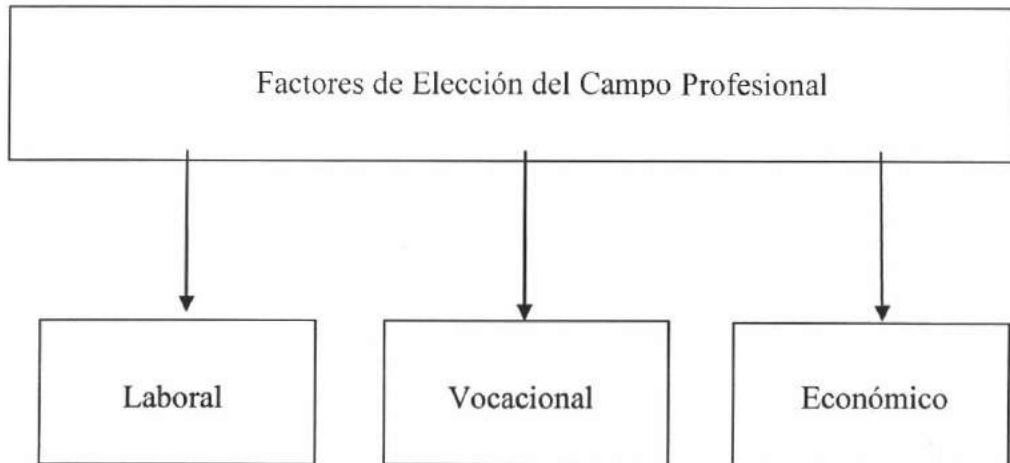 Factores de Elección del Campo Profesional
Laboral
Vocacional
Económico